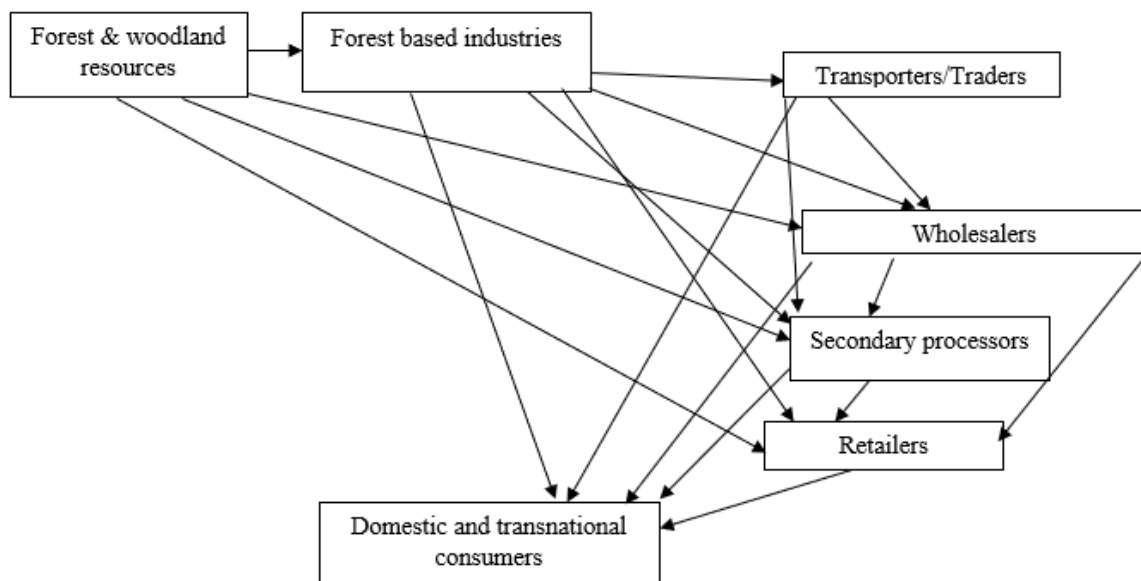 Forest & woodland
resources
Forest based industries
Transporters/Traders
Wholesalers
Secondary processors
Retailers
Domestic and transnational
consumers